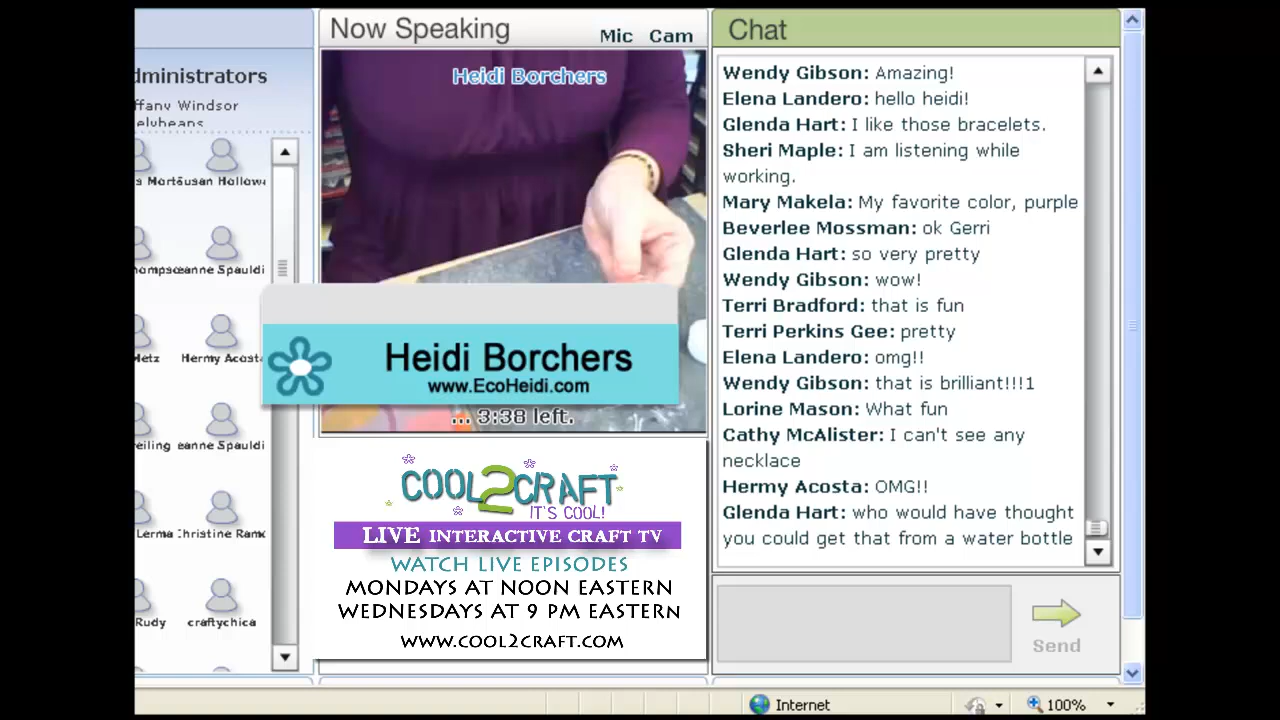 dministrators
ffany Windsor
elybeans
Susan Hollowa
eanne Spauldi
Hermy Acosta
eanne Spauldi
Lerma
Rudy
craftychica
Now Speaking
Mic Cam
Heidi Borchers
Heidi Borchers
www.EcoHeidi.com
... 3:38 left.
COOL2CRAFT
IT'S COOL!
LIVE INTERACTIVE CRAFT TV
WATCH LIVE EPISODES
MONDAYS AT NOON EASTERN
WEDNESDAYS AT 9 PM EASTERN
WWW.COOL2CRAFT.COM
Chat
Wendy Gibson: Amazing!
Elena Landero: hello heidi!
Glenda Hart: I like those bracelets.
Sheri Maple: I am listening while
working.
Mary Makela: My favorite color, purple
Beverlee Mossman: ok Gerri
Glenda Hart: so very pretty
Wendy Gibson: wow!
Terri Bradford: that is fun
Terri Perkins Gee: pretty
Elena Landero: omg!!
Wendy Gibson: that is brilliant!!!1
Lorine Mason: What fun
Cathy McAlister: I can't see any
necklace
Hermy Acosta: OMG!!
Glenda Hart: who would have thought
you could get that from a water bottle
Send
Internet
100%